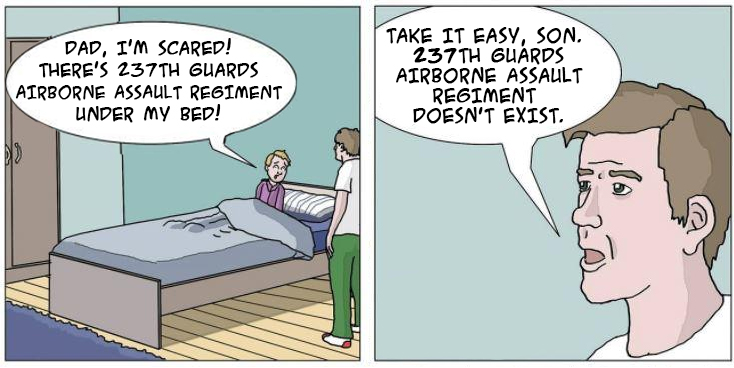 DAD, I'M SCARED!
THERE'S 237TH GUARDS
AIRBORNE ASSAULT REGIMENT
UNDER MY BED!
TAKE IT EASY, SON.
237TH GUARDS
AIRBORNE ASSAULT
REGIMENT
DOESN'T EXIST.